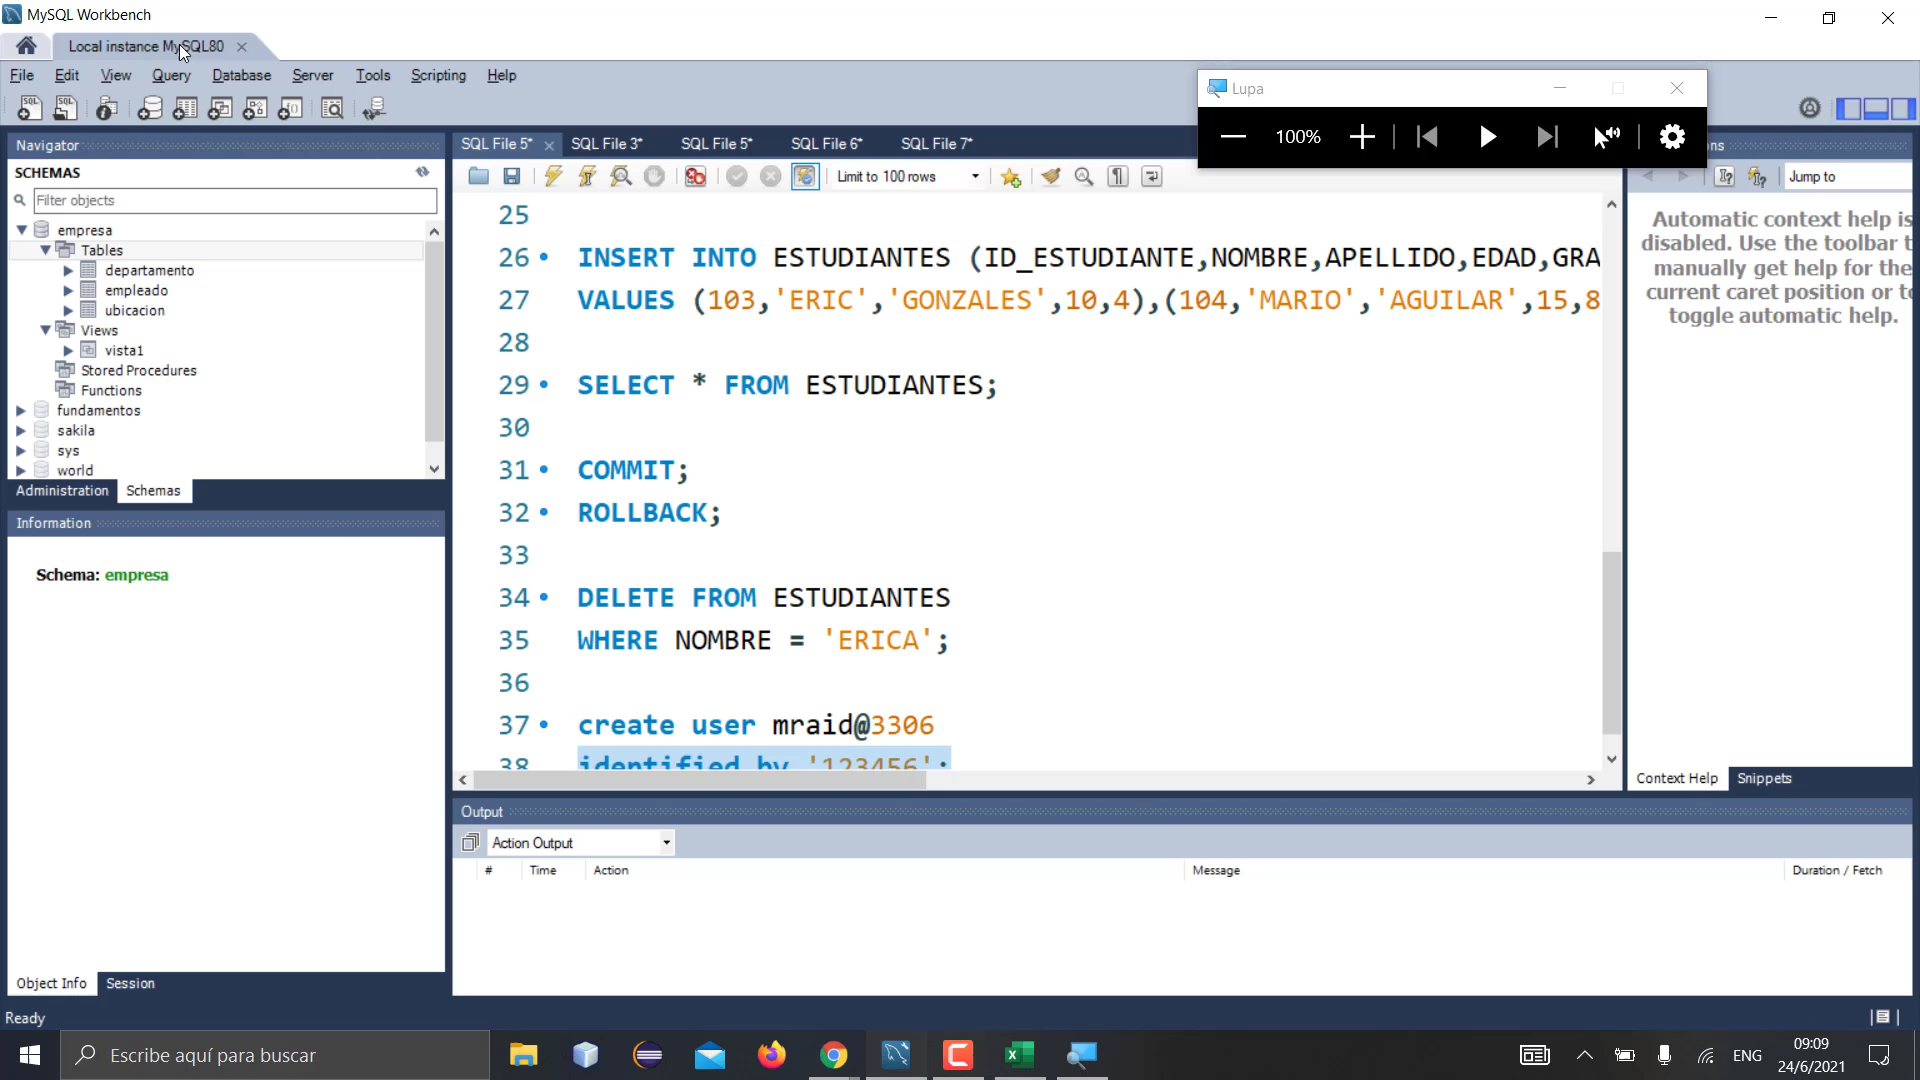 MySQL Workbench
Local instance MySQL80
File Edit View Query Database Server Tools Scripting Help
Lupa
100%
Navigator
SCHEMAS
Filter objects
empresa
Tables
departamento
empleado
ubicacion
Views
vista1
Stored Procedures
Functions
fundamentos
sakila
sys
world
Administration Schemas
Information
Schema: empresa
Object Info Session
Ready
SQL File 5* SQL File 3* SQL File 5* SQL File 6* SQL File 7*
Limit to 100 rows
25
26 INSERT INTO ESTUDIANTES (ID_ESTUDIANTE,NOMBRE,APELLIDO,EDAD,GRA
27 VALUES (103,'ERIC','GONZALES',10,4),(104,'MARIO','AGUILAR',15,8
28
29 SELECT * FROM ESTUDIANTES;
30
31 COMMIT;
32 ROLLBACK;
33
34 DELETE FROM ESTUDIANTES
35 WHERE NOMBRE = 'ERICA';
36
37 create user mraid@3306
38 identified by '123456';
Jump to
Automatic context help is
disabled. Use the toolbar t
manually get help for the
current caret position or to
toggle automatic help.
Context Help Snippets
Output
Action Output
# Time Action Message Duration / Fetch
Escribe aquí para buscar
ENG
09:09
24/6/2021